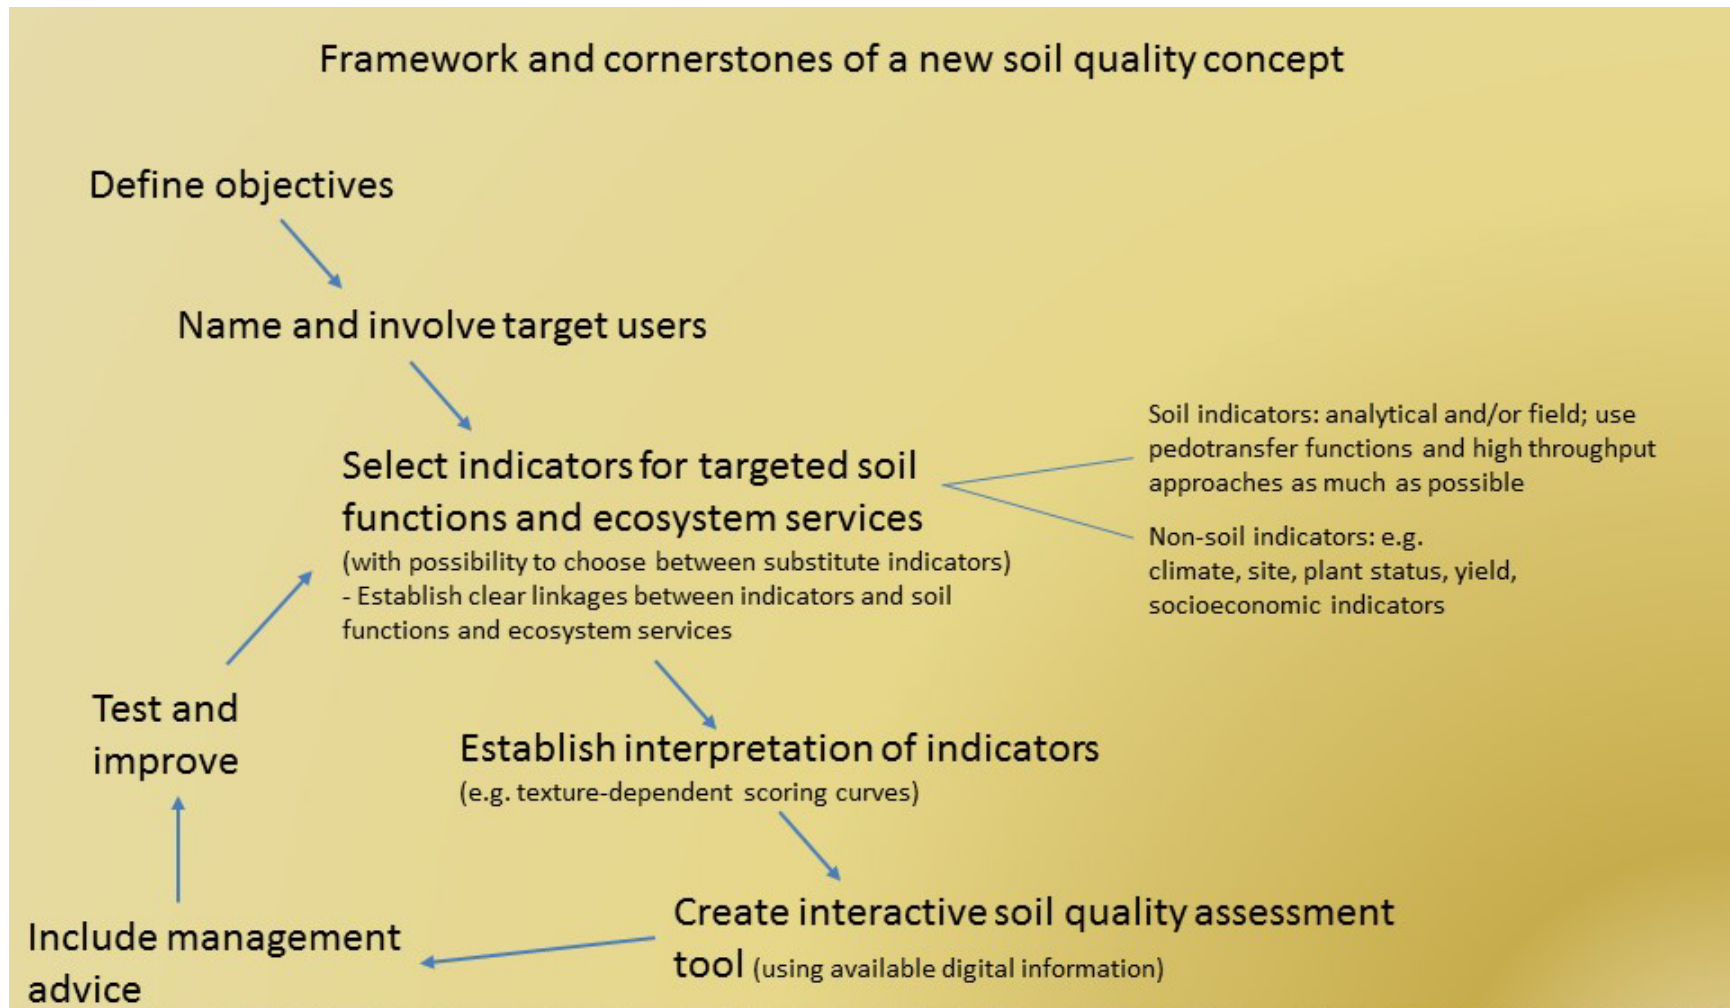 Framework and cornerstones of a new soil quality concept
Define objectives
Name and involve target users
Select indicators for targeted soil
functions and ecosystem services
(with possibility to choose between substitute indicators)
- Establish clear linkages between indicators and soil
functions and ecosystem services
Soil indicators: analytical and/or field; use
pedotransfer functions and high throughput
approaches as much as possible
Non-soil indicators: e.g.
climate, site, plant status, yield,
socioeconomic indicators
Establish interpretation of indicators
(e.g. texture-dependent scoring curves)
Create interactive soil quality assessment
tool (using available digital information)
Include management
advice
Test and
improve